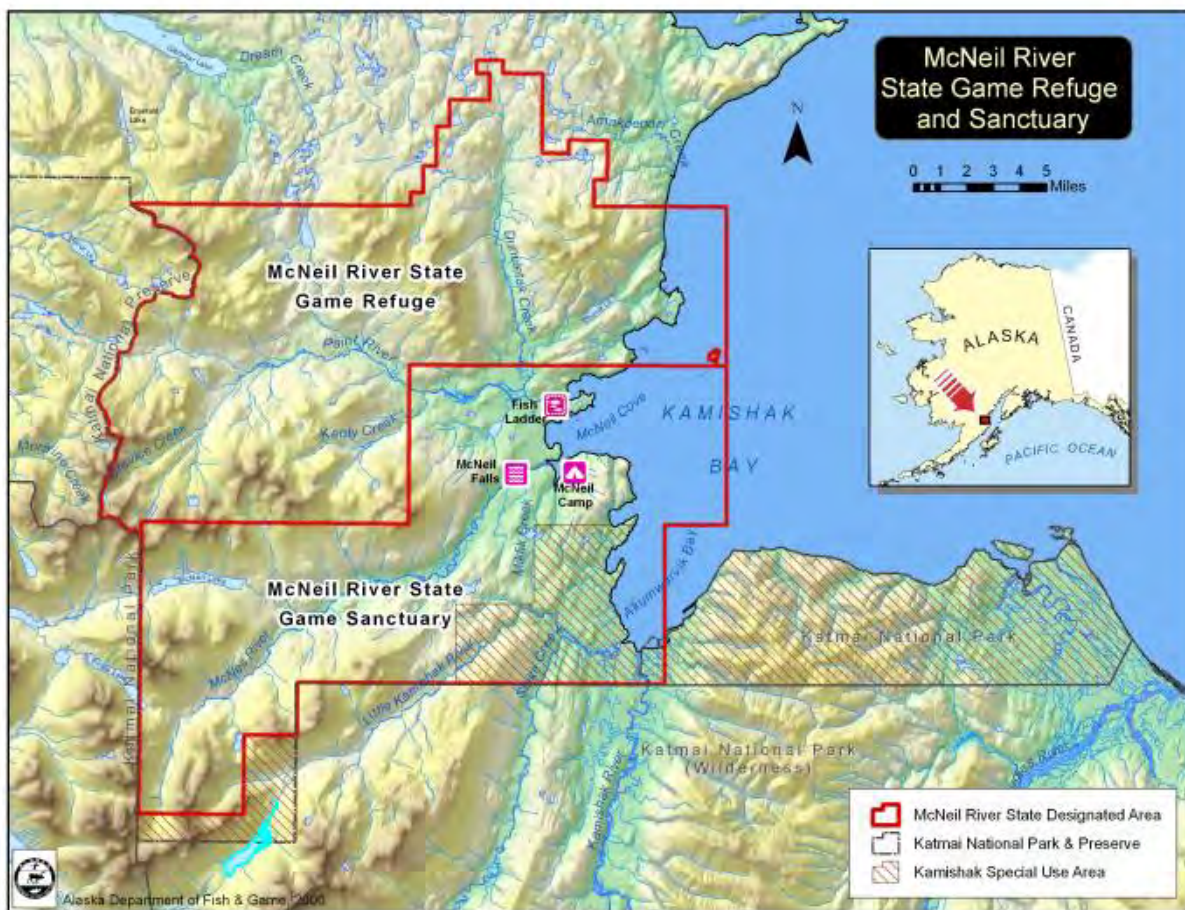 McNeil River
State Game Refuge
and Sanctuary
N
0 1 2 3 4 5
Miles
Dream
Creek
Amakdedori
Creek
McNeil River State
Game Refuge
Katmai National Preserve
Dumbletak Creek
Paint River
Fish
Ladder
McNeil Cove
KAMISHAK
BAY
Kenty Creek
Moraine Creek
McNeil
Falls
McNeil
Camp
Mikfik Creek
Akumwarvik Bay
McNeil River State
Game Sanctuary
McNeil River
Little Kamishak River
Katmai National Park
Katmai National Park
Katmai National Park
(Wilderness)
Kamishak River
ALASKA
CANADA
PACIFIC OCEAN
McNeil River State Designated Area
Katmai National Park & Preserve
Kamishak Special Use Area
Alaska Department of Fish & Game,